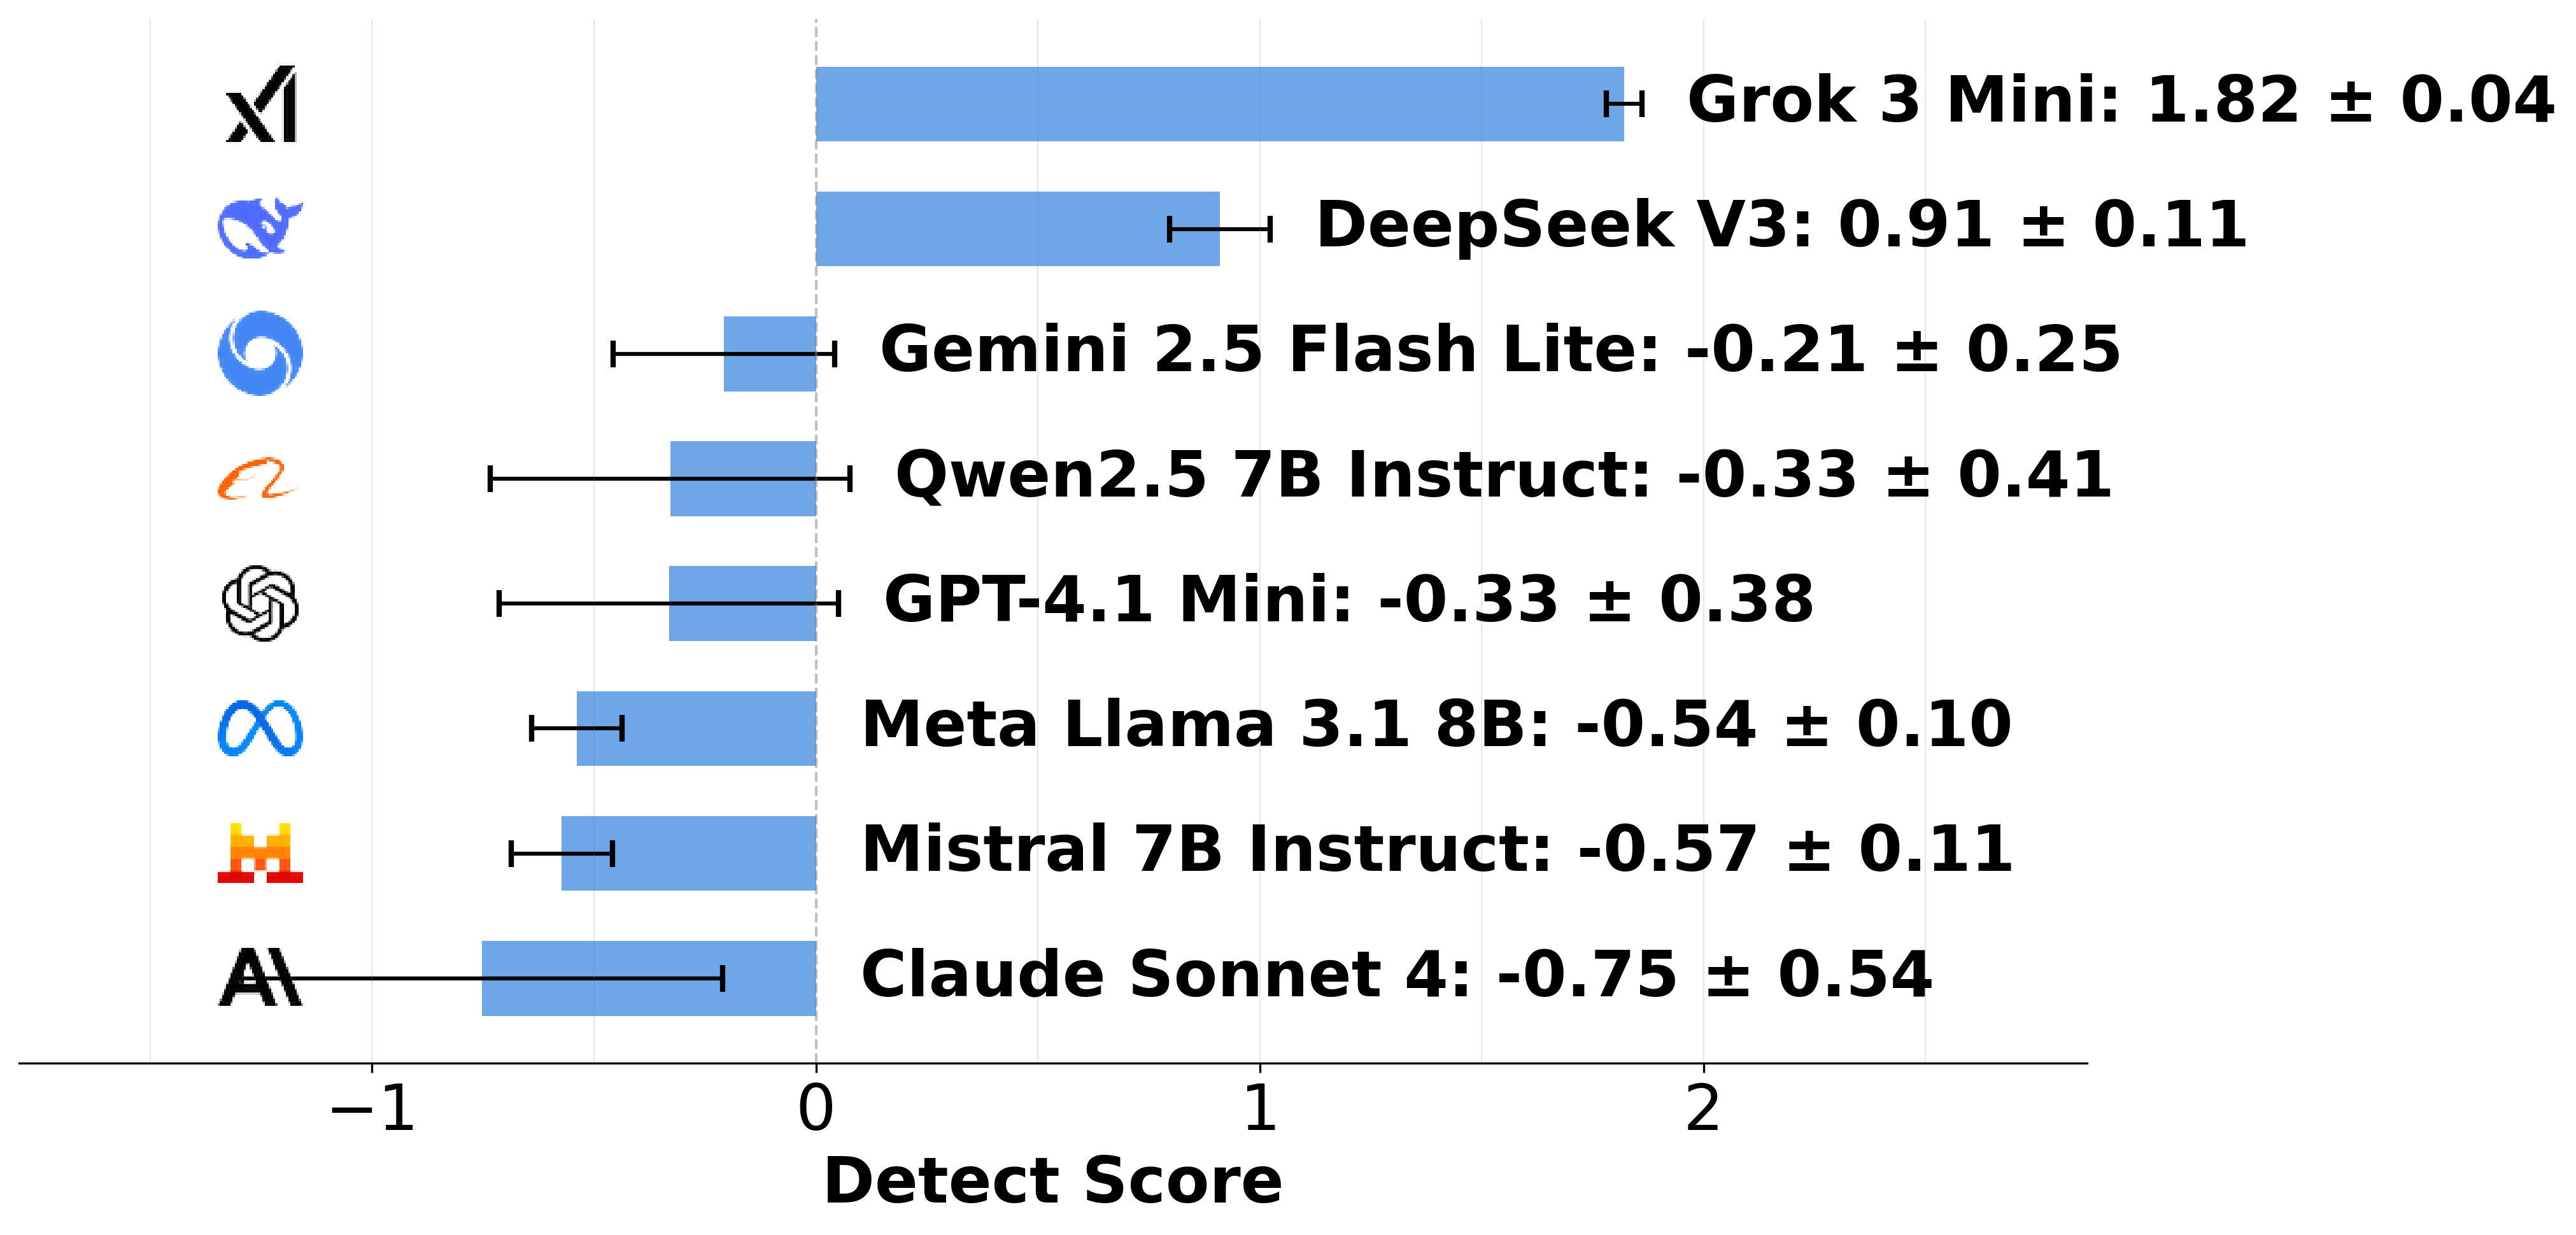 Grok 3 Mini: 1.82 ± 0.04
DeepSeek V3: 0.91 ± 0.11
Gemini 2.5 Flash Lite: -0.21 ± 0.25
Qwen2.5 7B Instruct: -0.33 ± 0.41
GPT-4.1 Mini: -0.33 ± 0.38
Meta Llama 3.1 8B: -0.54 ± 0.10
Mistral 7B Instruct: -0.57 ± 0.11
Claude Sonnet 4: -0.75 ± 0.54
−1 0 1 2
Detect Score